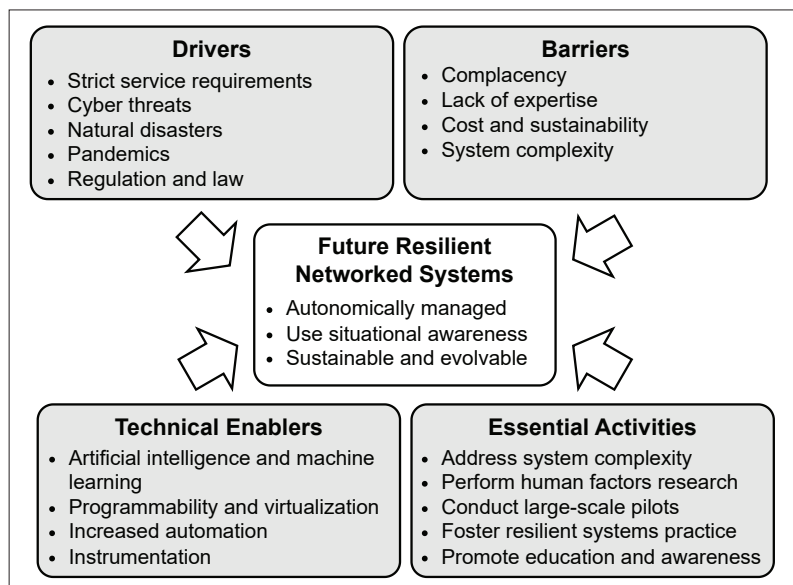 Drivers
• Strict service requirements
• Cyber threats
• Natural disasters
• Pandemics
• Regulation and law
Barriers
• Complacency
• Lack of expertise
• Cost and sustainability
• System complexity
Future Resilient
Networked Systems
• Autonomically managed
• Use situational awareness
• Sustainable and evolvable
Technical Enablers
• Artificial intelligence and machine
learning
• Programmability and virtualization
• Increased automation
• Instrumentation
Essential Activities
• Address system complexity
• Perform human factors research
• Conduct large-scale pilots
• Foster resilient systems practice
• Promote education and awareness